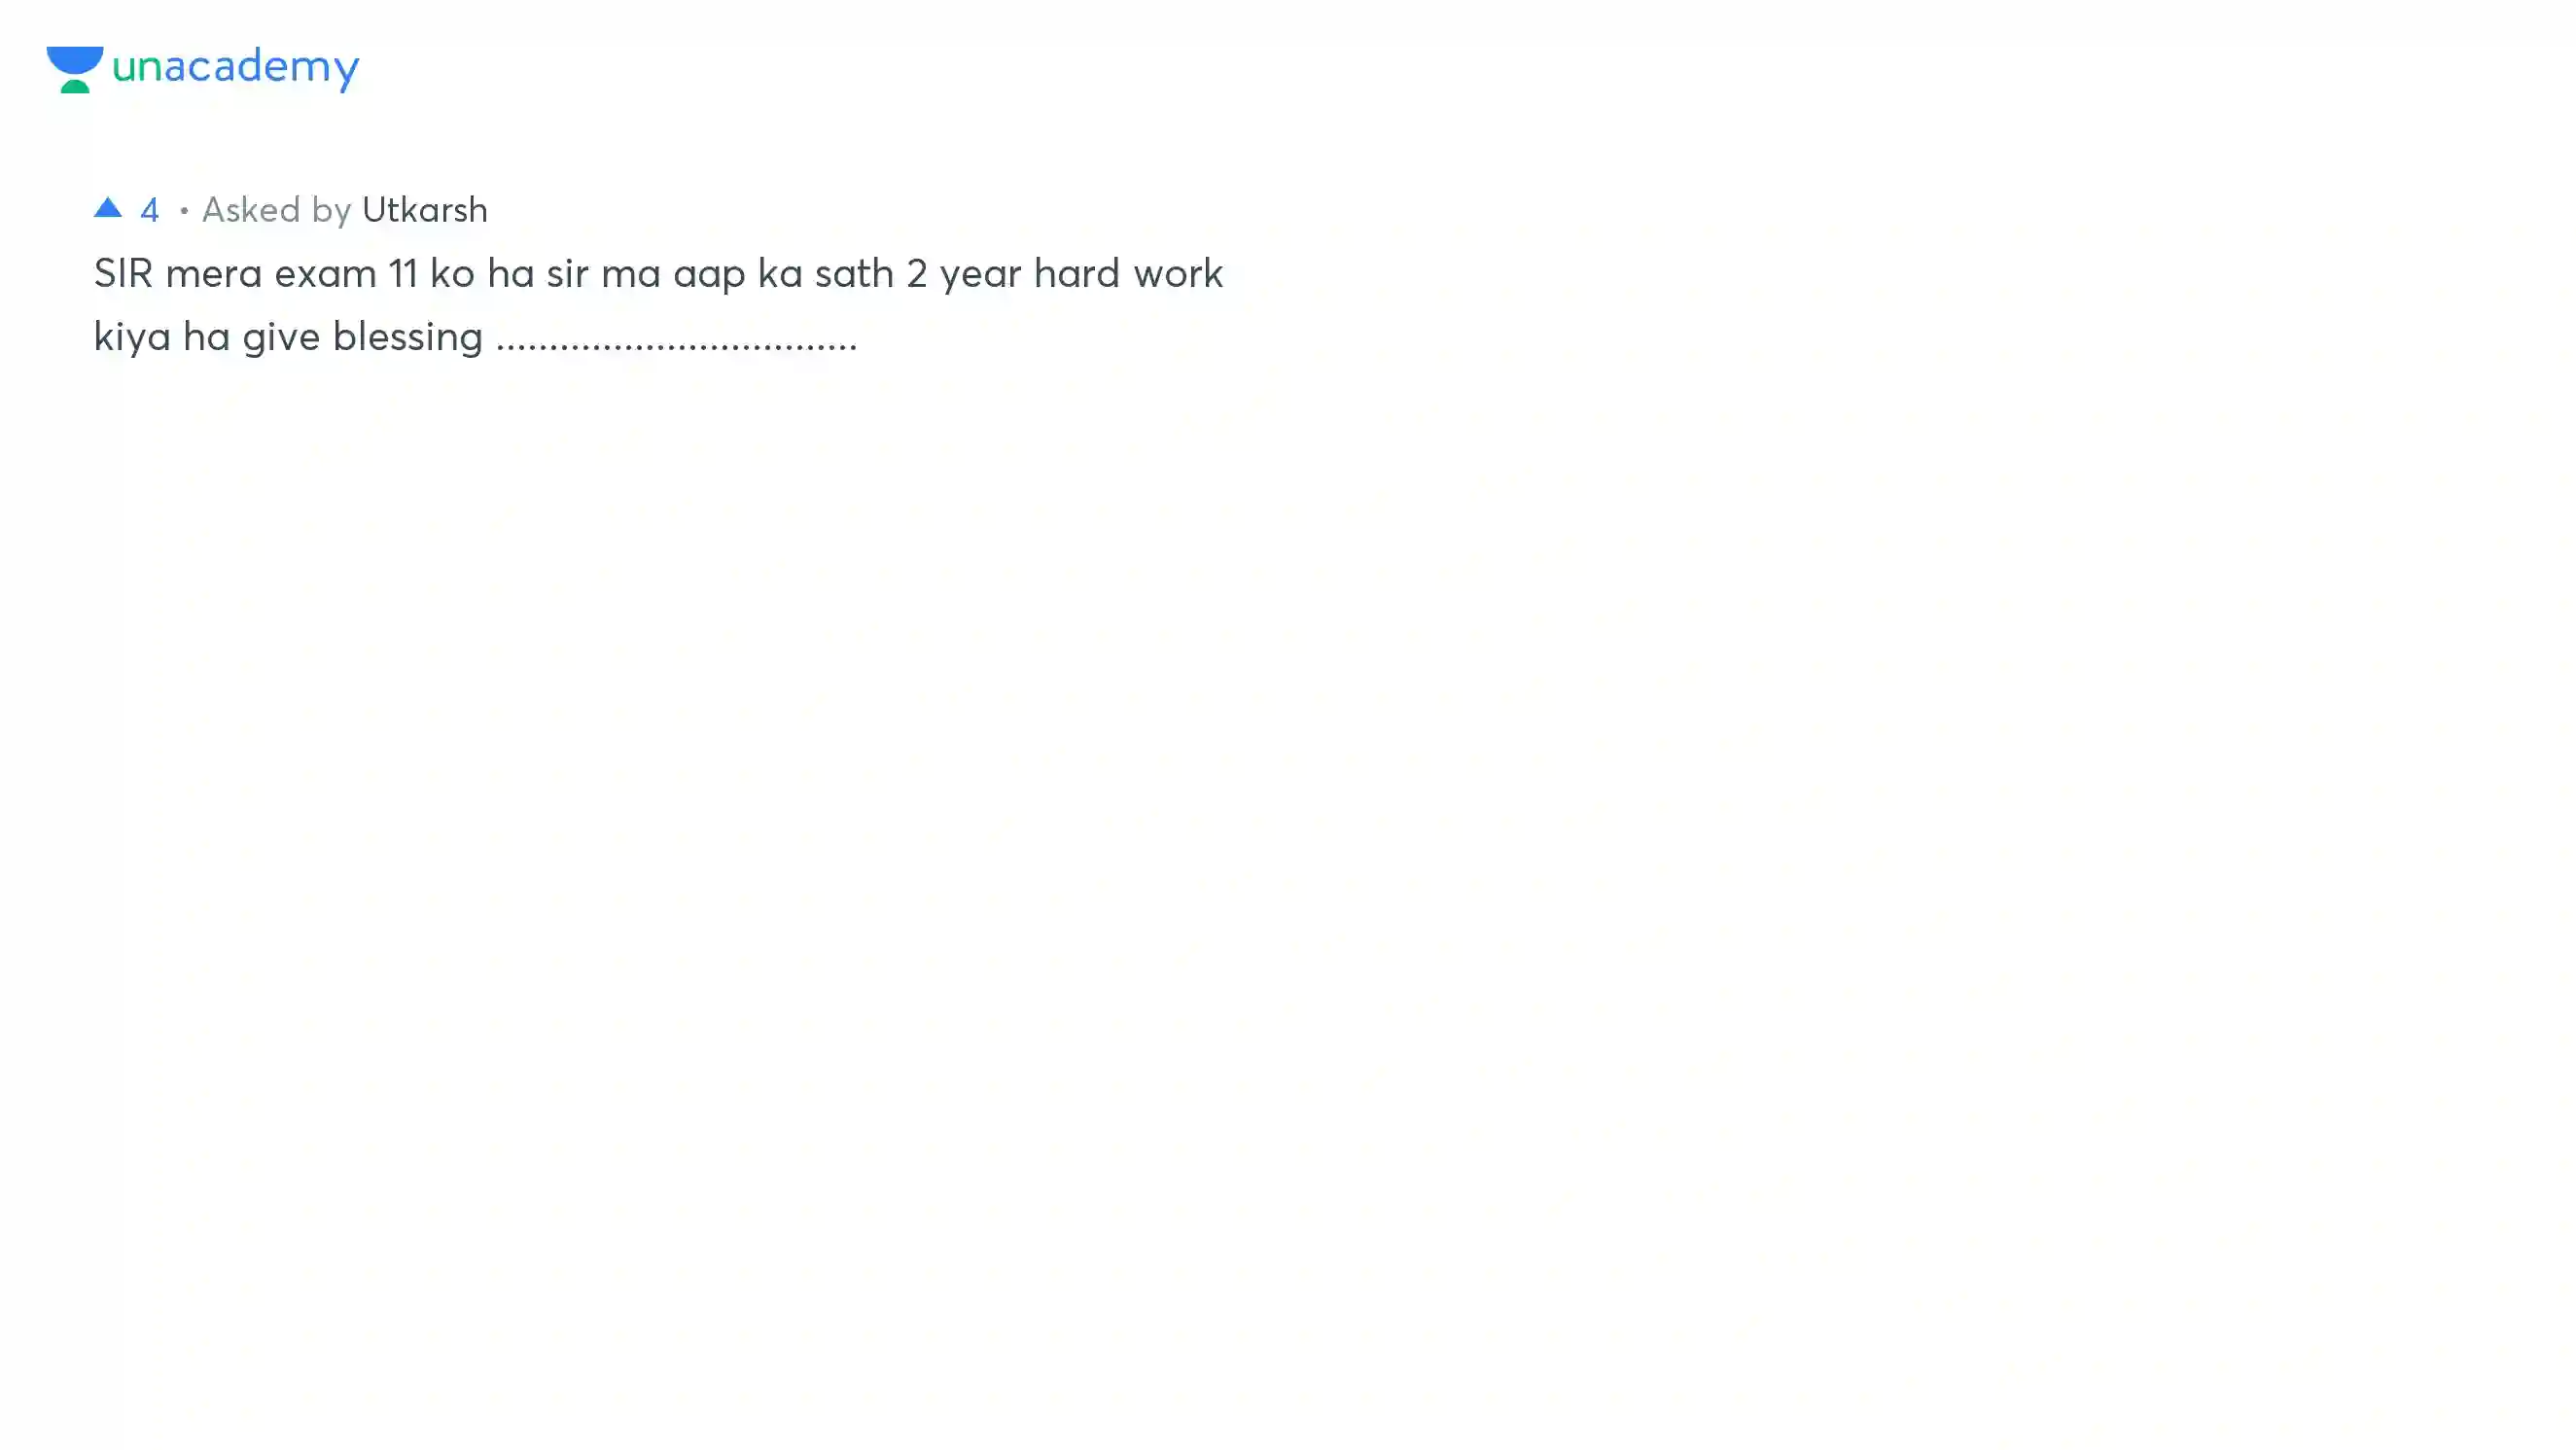 unacademy
▲ 4 • Asked by Utkarsh
SIR mera exam 11 ko ha sir ma aap ka sath 2 year hard work
kiya ha give blessing ..................................